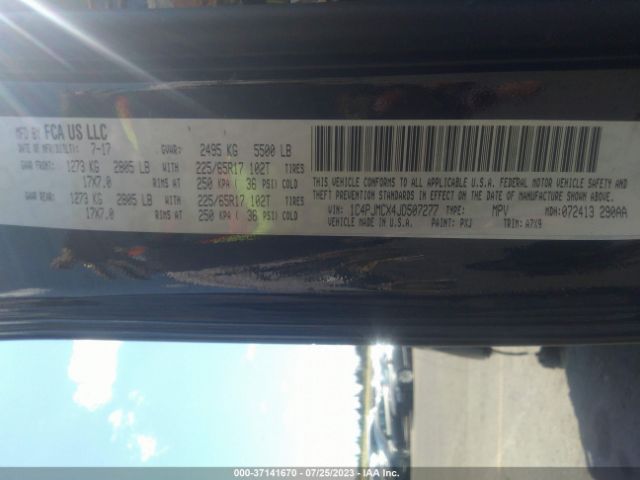 MFD BY: FCA US LLC
DATE OF MFR: 7-17 GVWR: 2495 KG 5500 LB
GAWR FRONT: 1273 KG 2805 LB WITH 225/65R17 102T TIRES
17X7.0 RIMS AT 250 KPA ( 36 PSI) COLD
GAWR REAR: 1273 KG 2805 LB WITH 225/65R17 102T TIRES
17X7.0 RIMS AT 250 KPA ( 36 PSI) COLD
THIS VEHICLE CONFORMS TO ALL APPLICABLE U.S.A. FEDERAL MOTOR VEHICLE SAFETY AND
THEFT PREVENTION STANDARDS IN EFFECT ON THE DATE OF MANUFACTURE SHOWN ABOVE.
VIN: 1C4PJMCX4JD507277 TYPE: MPV MDH: 072413 290AA
VEHICLE MADE IN U.S.A. PAINT: PXJ TRIM: A7X9
000-37141670 / 07/25/2023 - IAA Inc.